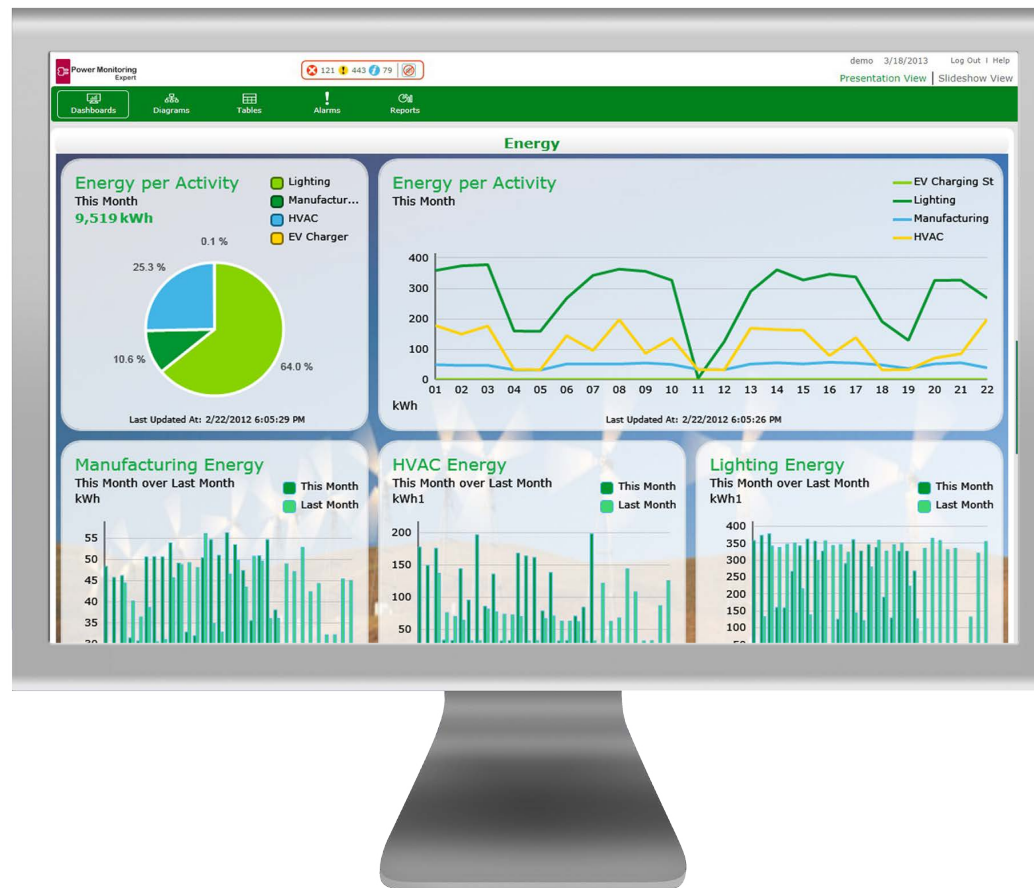 Power Monitoring
Expert
121 443 79
demo 3/18/2013 Log Out | Help
Presentation View | Slideshow View
Dashboards Diagrams Tables Alarms Reports
Energy
Energy per Activity
This Month
9,519 kWh
Lighting
Manufactur...
HVAC
EV Charger
0.1 %
25.3 %
10.6 %
64.0 %
Last Updated At: 2/22/2012 6:05:29 PM
Energy per Activity
This Month
EV Charging St
Lighting
Manufacturing
HVAC
400
300
200
100
0
01 02 03 04 05 06 07 08 09 10 11 12 13 14 15 16 17 18 19 20 21 22
kWh
Last Updated At: 2/22/2012 6:05:26 PM
Manufacturing Energy
This Month over Last Month
kWh
This Month
Last Month
55
50
45
40
35
30
HVAC Energy
This Month over Last Month
kWh1
This Month
Last Month
200
150
100
50
Lighting Energy
This Month over Last Month
kWh1
This Month
Last Month
400
350
300
250
200
150
100
50